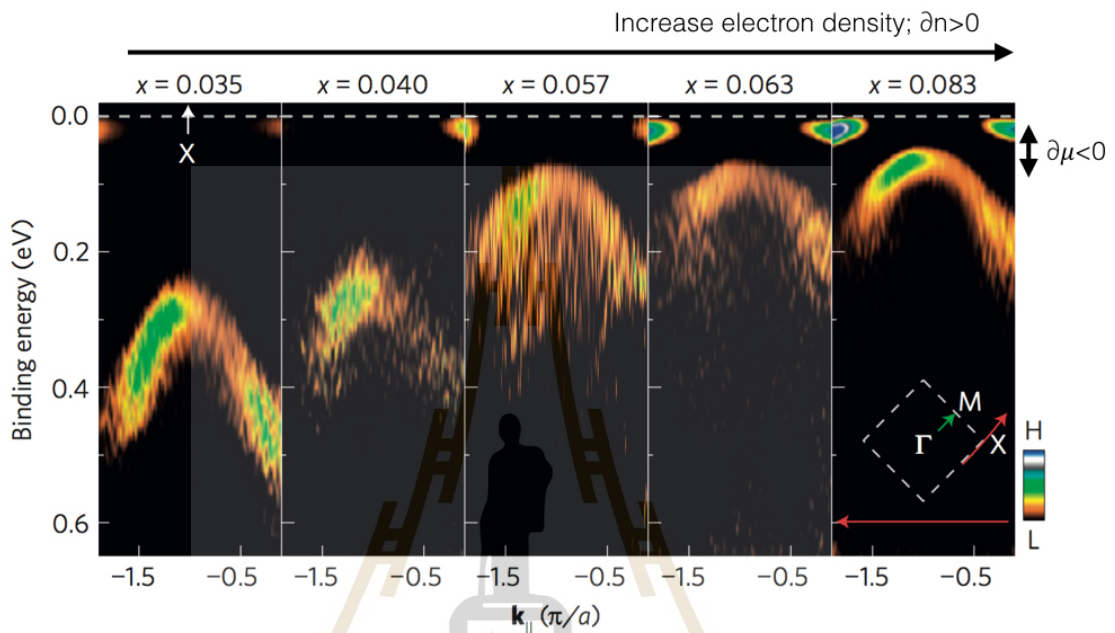 Increase electron density; ∂n>0
x = 0.035 x = 0.040 x = 0.057 x = 0.063 x = 0.083
0.0
X
∂μ<0
0.2
0.4
M
Γ
X
H
0.6
L
Binding energy (eV)
−1.5 −0.5 −1.5 −0.5 −1.5 −0.5 −1.5 −0.5 −1.5 −0.5
k|| (π/a)